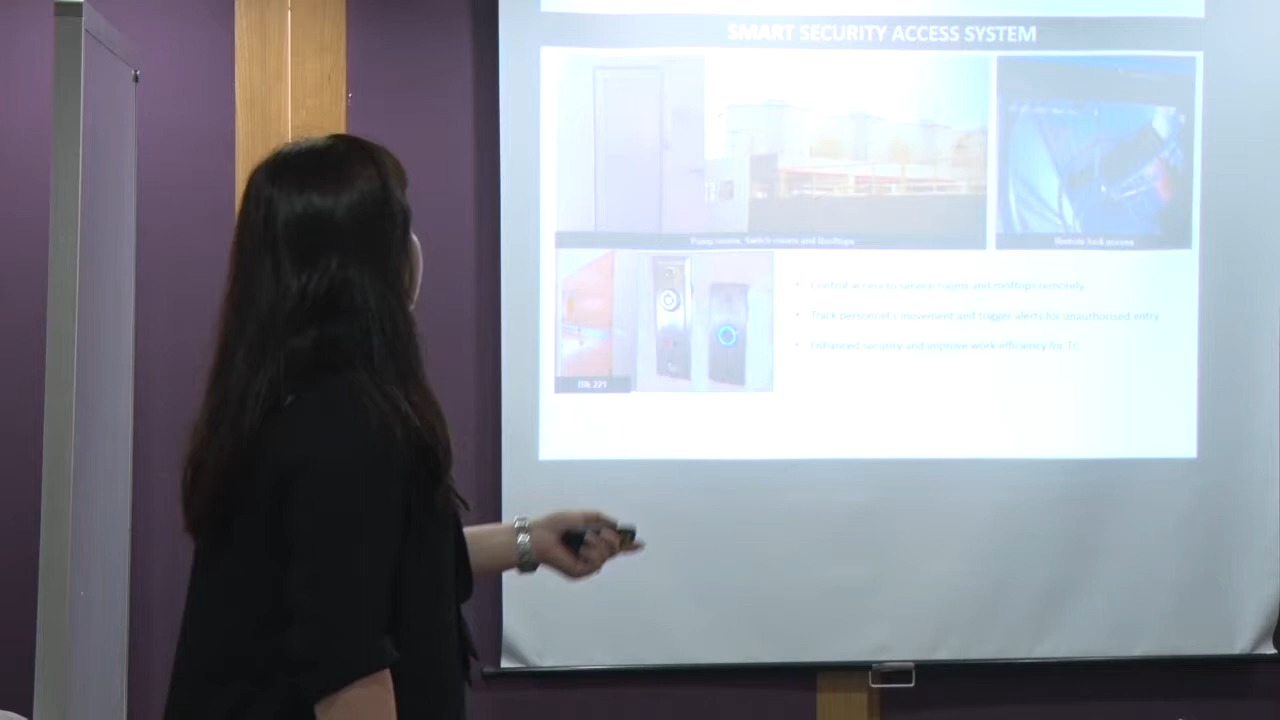 SMART SECURITY ACCESS SYSTEM
Pump rooms, Switch rooms and Rooftops
Remote lock access
• Control access to service rooms and rooftops remotely
• Track personnel's movement and trigger alerts for unauthorised entry
• Enhanced security and improve work efficiency for TC
Blk 221